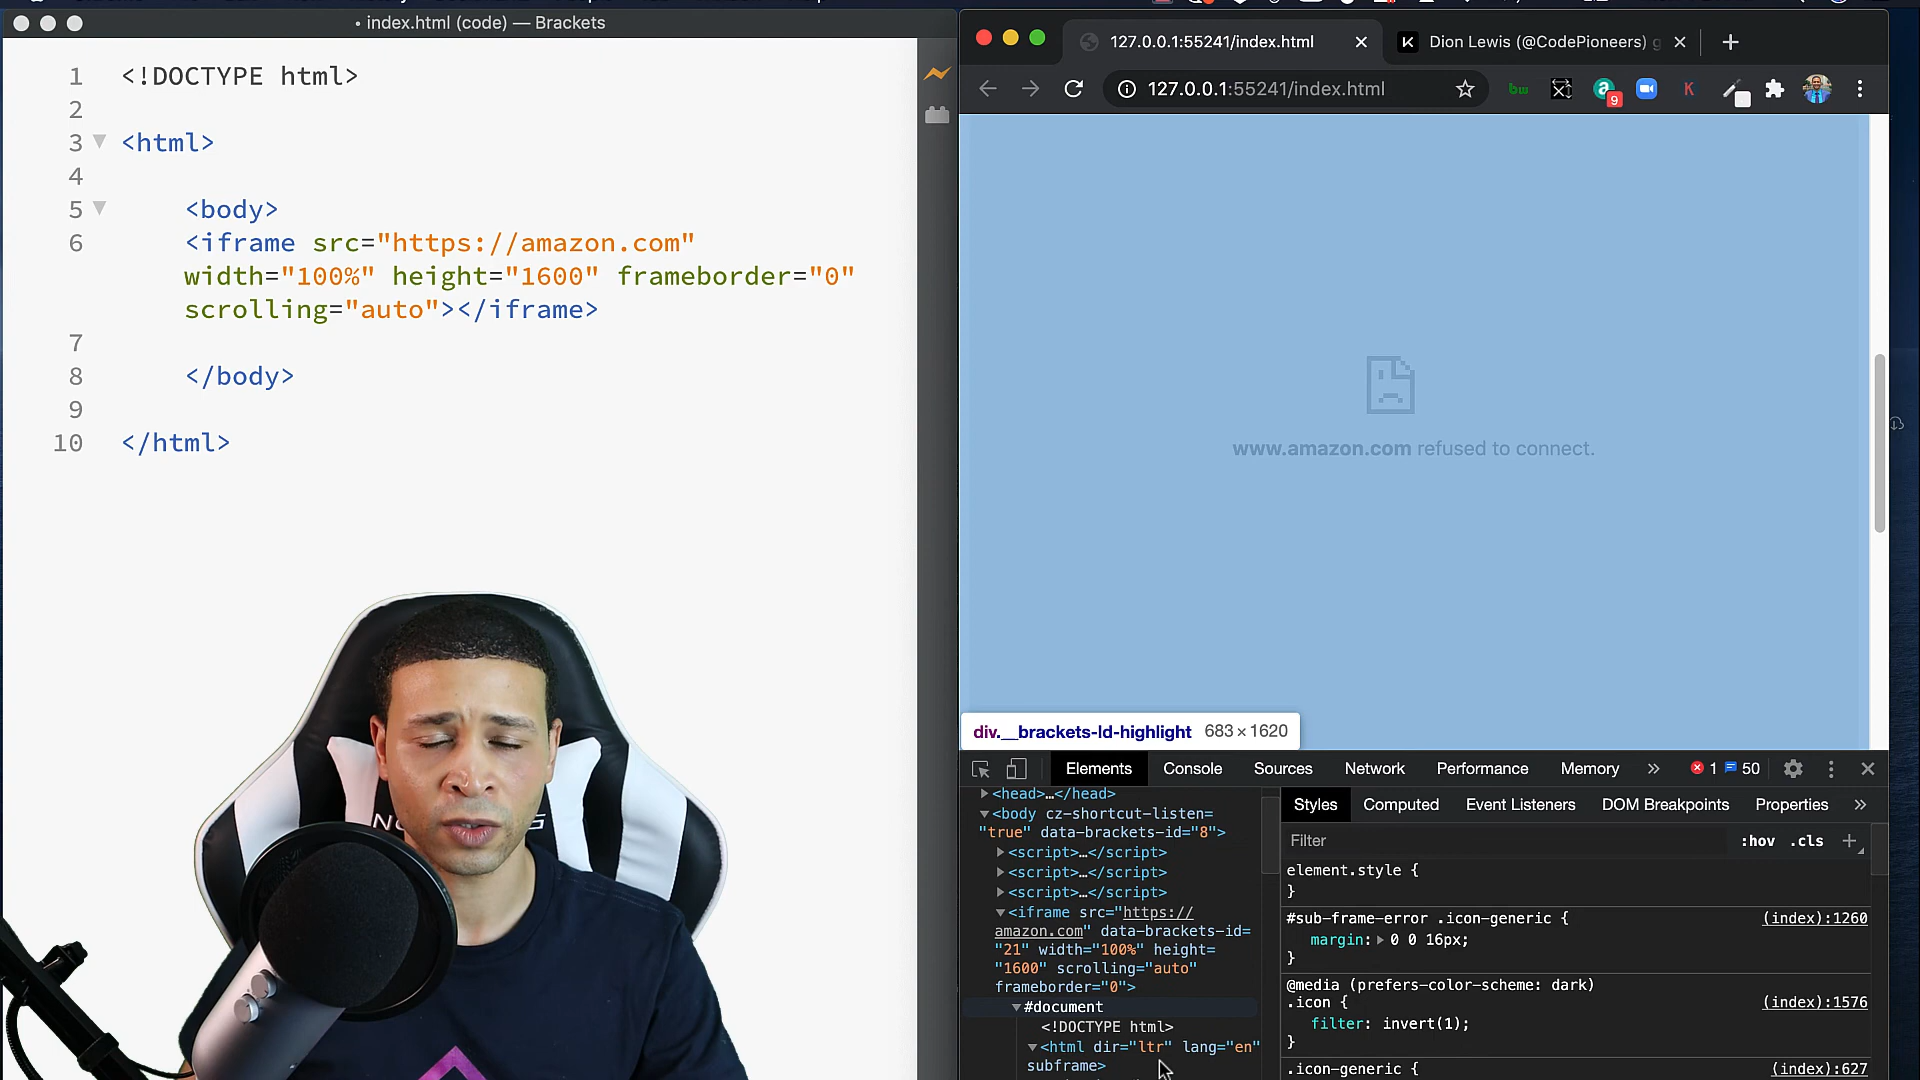 • index.html (code) — Brackets
1 <!DOCTYPE html>
2
3 <html>
4
5 <body>
6 <iframe src="https://amazon.com"
width="100%" height="1600" frameborder="0"
scrolling="auto"></iframe>
7
8 </body>
9
10 </html>
127.0.0.1:55241/index.html
Dion Lewis (@CodePioneers)
127.0.0.1:55241/index.html
bw
a
9
K
www.amazon.com refused to connect.
div.__brackets-ld-highlight 683 × 1620
Elements Console Sources Network Performance Memory » 1 50
<head>…</head>
<body cz-shortcut-listen=
"true" data-brackets-id="8">
<script>…</script>
<script>…</script>
<script>…</script>
<iframe src="https://
amazon.com" data-brackets-id=
"21" width="100%" height=
"1600" scrolling="auto"
frameborder="0">
#document
<!DOCTYPE html>
<html dir="ltr" lang="en"
subframe>
Styles Computed Event Listeners DOM Breakpoints Properties »
Filter :hov .cls +
element.style {
}
#sub-frame-error .icon-generic { (index):1260
margin: 0 0 16px;
}
@media (prefers-color-scheme: dark)
.icon { (index):1576
filter: invert(1);
}
.icon-generic { (index):627